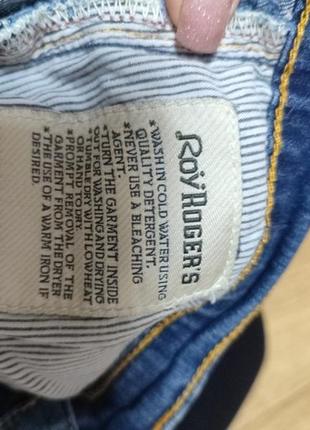 Roÿ Roger's
•WASH IN COLD WATER USING
QUALITY DETERGENT.
•NEVER USE A BLEACHING
AGENT.
•TURN THE GARMENT INSIDE
OUT FOR WASHING AND DRYING
•TUMBLE DRY WITH LOW HEAT
OR HAND TO DRY.
•PROMPT REMOVAL OF THE
GARMENT FROM THE DRYER
•THE USE OF A WARM IRON IF
DESIRED.